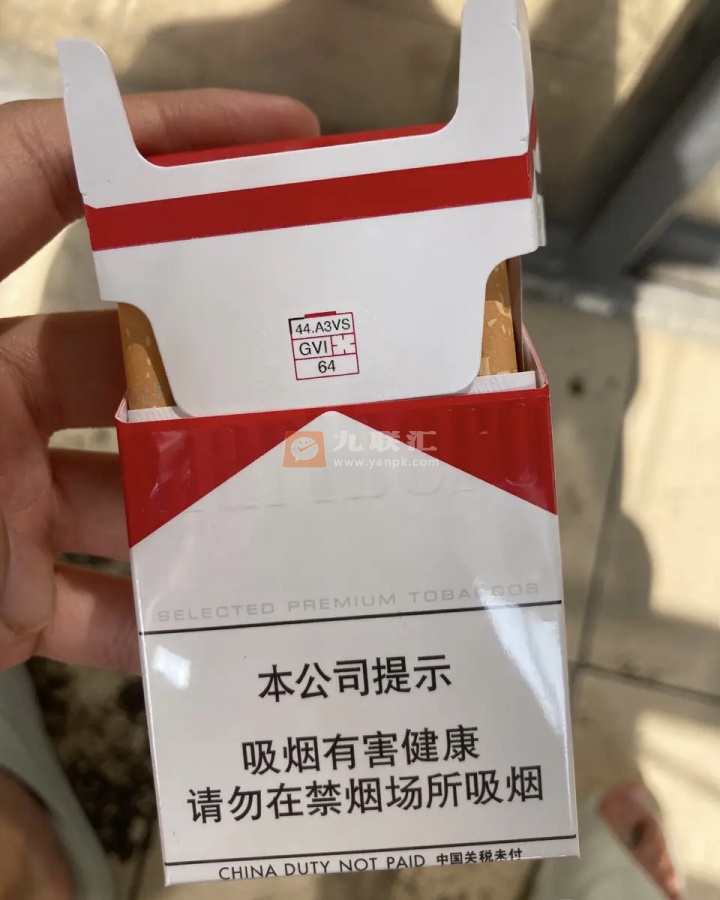 44.A3VS
GVI
64
九联汇
www.yanpk.com
SELECTED PREMIUM TOBACCOS
本公司提示
吸烟有害健康
请勿在禁烟场所吸烟
CHINA DUTY NOT PAID 中国关税未付